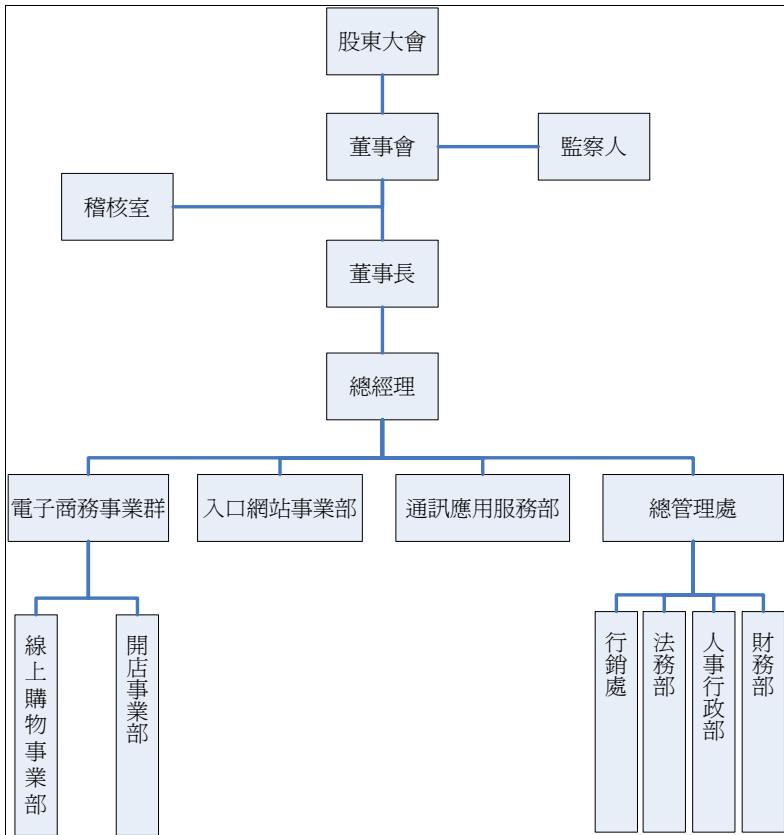 股東大會
董事會
監察人
稽核室
董事長
總經理
電子商務事業群
入口網站事業部
通訊應用服務部
總管理處
線上購物事業部
開店事業部
行銷處
法務部
人事行政部
財務部